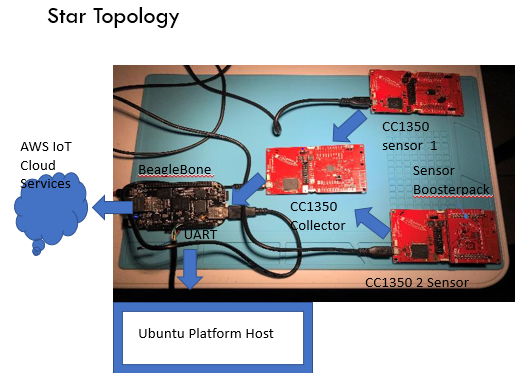 Star Topology
AWS IoT
Cloud
Services
BeagleBone
UART
CC1350
Collector
CC1350
sensor 1
Sensor
Boosterpack
CC1350 2 Sensor
Ubuntu Platform Host